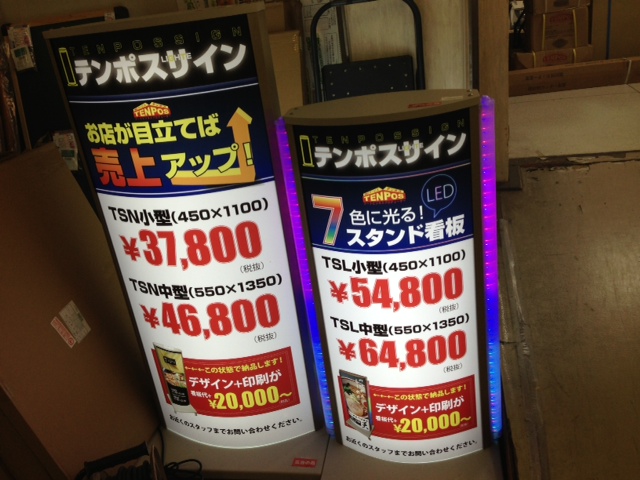 TENPOSSIGN
LIGHTE
テンポスサイン
TENPOS
お店が目立てば
売上アップ!
TSN小型(450×1100)
¥37,800
(税抜)
TSN中型(550×1350)
¥46,800
(税抜)
この状態で納品します!
デザイン+印刷が
看板代+
¥20,000~
お近くのスタッフまでお問い合わせください。
TENPOSSIGN
テンポスサイン
TENPOS
LED
7色に光る!
スタンド看板
TSL小型(450×1100)
¥54,800
(税抜)
TSL中型(550×1350)
¥64,800
(税抜)
この状態で納品します!
デザイン+印刷が
看板代+
¥20,000~
お近くのスタッフまでお問い合わせください。